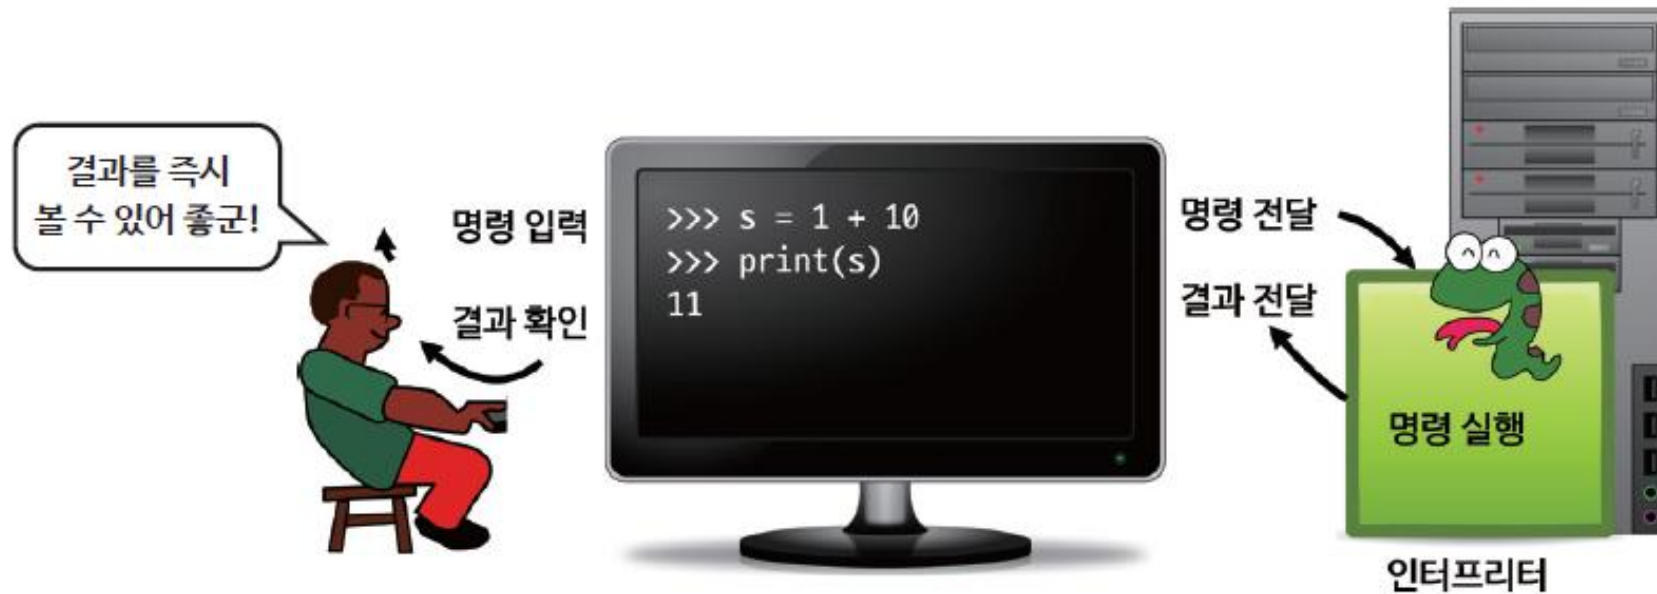 결과를 즉시
볼 수 있어 좋군!
명령 입력
결과 확인
>>> s = 1 + 10
>>> print(s)
11
명령 전달
결과 전달
명령 실행
인터프리터